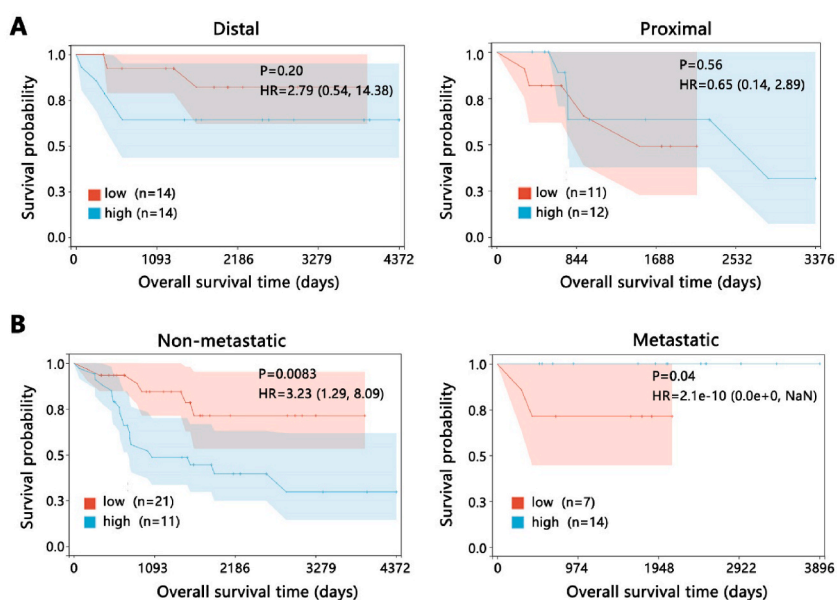 A
Distal
Survival probability
1.0
0.8
0.5
0.3
0.0
P=0.20
HR=2.79 (0.54, 14.38)
low (n=14)
high (n=14)
0 1093 2186 3279 4372
Overall survival time (days)
Proximal
Survival probability
1.0
0.8
0.5
0.3
0.0
P=0.56
HR=0.65 (0.14, 2.89)
low (n=11)
high (n=12)
0 844 1688 2532 3376
Overall survival time (days)
B
Non-metastatic
Survival probability
1.0
0.8
0.5
0.3
0.0
P=0.0083
HR=3.23 (1.29, 8.09)
low (n=21)
high (n=11)
0 1093 2186 3279 4372
Overall survival time (days)
Metastatic
Survival probability
1.0
0.8
0.5
0.3
0.0
P=0.04
HR=2.1e-10 (0.0e+0, NaN)
low (n=7)
high (n=14)
0 974 1948 2922 3896
Overall survival time (days)